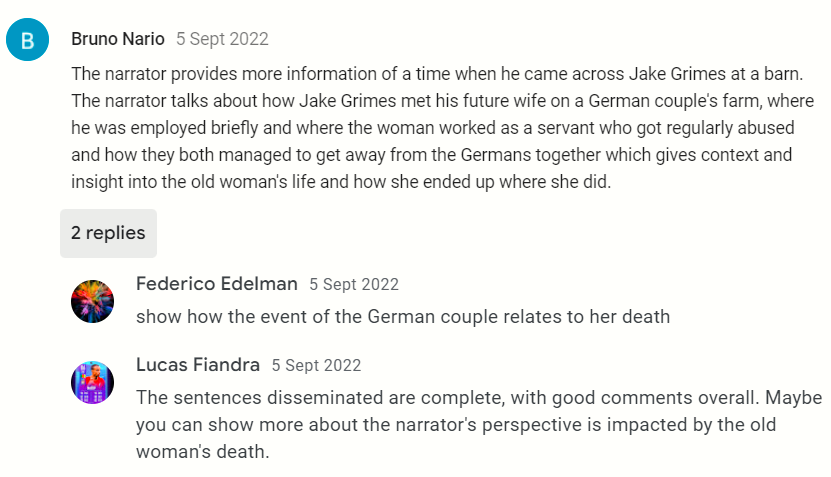 B
Bruno Nario 5 Sept 2022
The narrator provides more information of a time when he came across Jake Grimes at a barn.
The narrator talks about how Jake Grimes met his future wife on a German couple's farm, where
he was employed briefly and where the woman worked as a servant who got regularly abused
and how they both managed to get away from the Germans together which gives context and
insight into the old woman's life and how she ended up where she did.
2 replies
Federico Edelman 5 Sept 2022
show how the event of the German couple relates to her death
Lucas Fiandra 5 Sept 2022
The sentences disseminated are complete, with good comments overall. Maybe
you can show more about the narrator's perspective is impacted by the old
woman's death.